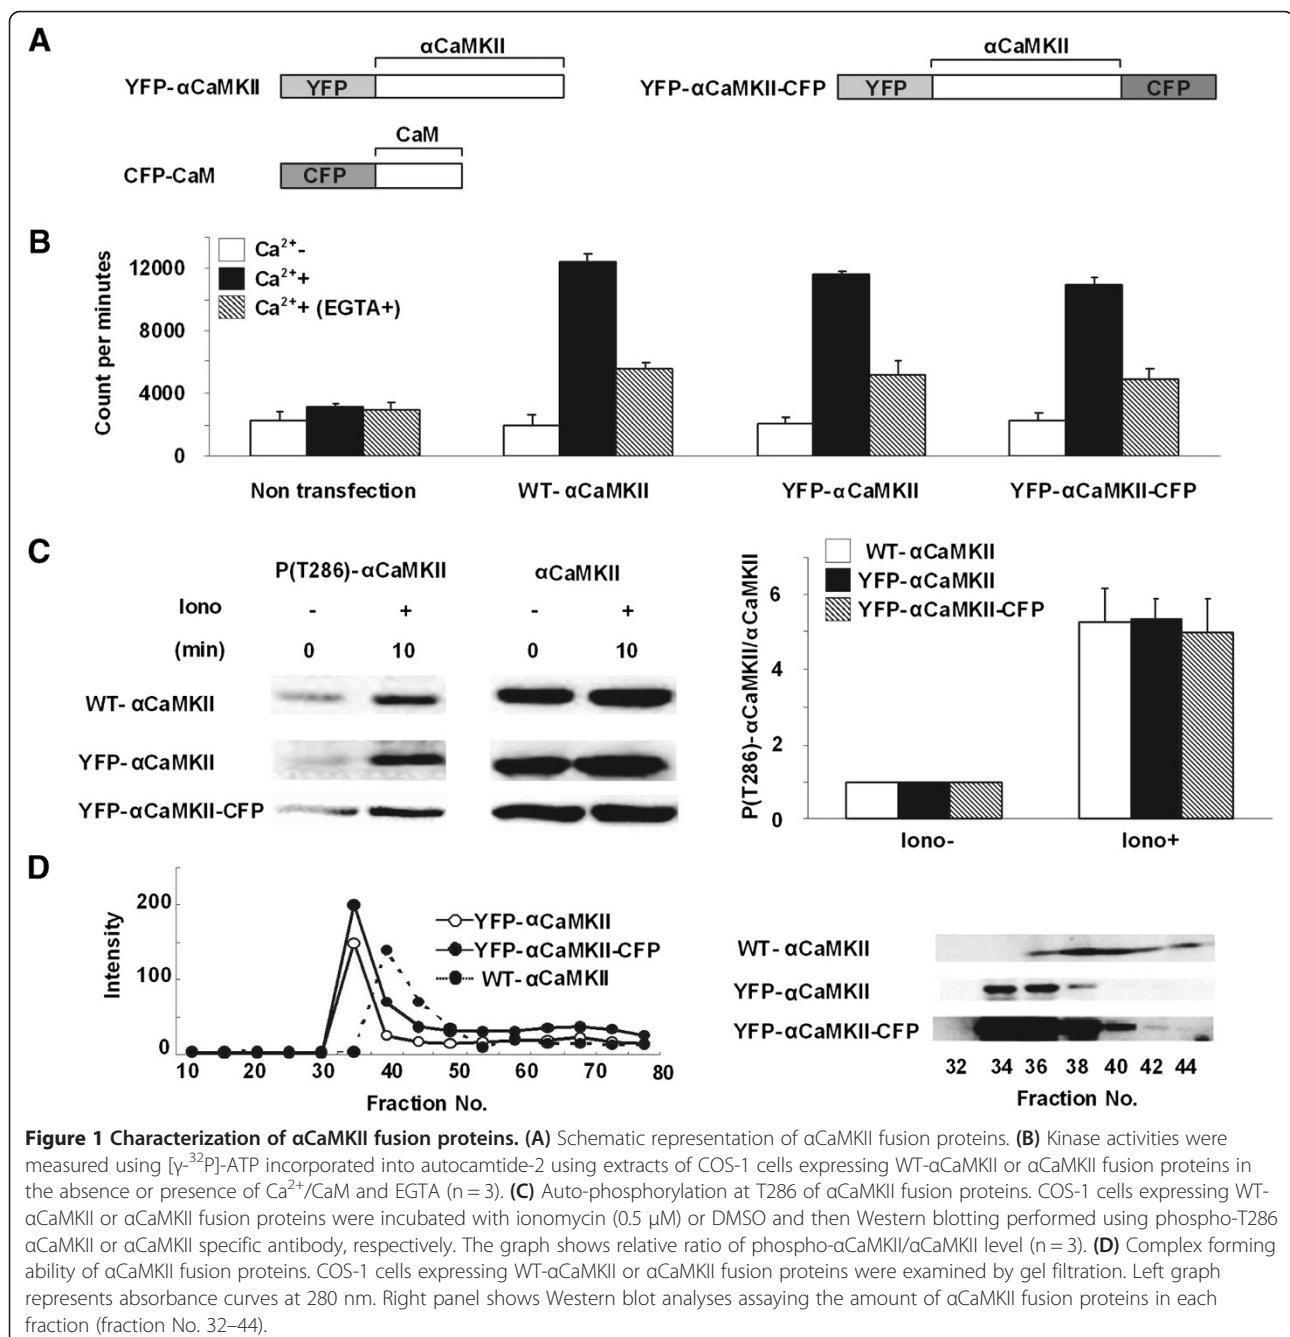 A
αCaMKII
αCaMKII
YFP-αCaMKII
YFP
YFP-αCaMKII-CFP
YFP
CFP
CaM
CFP-CaM
CFP
B
Count per minutes
12000
8000
4000
0
Ca²⁺-
Ca²⁺+
Ca²⁺+ (EGTA+)
Non transfection
WT-αCaMKII
YFP-αCaMKII
YFP-αCaMKII-CFP
C
P(T286)-αCaMKII
αCaMKII
Iono
-
+
-
+
(min)
0
10
0
10
WT-αCaMKII
YFP-αCaMKII
YFP-αCaMKII-CFP
P(T286)-αCaMKII/αCaMKII
6
4
2
0
WT-αCaMKII
YFP-αCaMKII
YFP-αCaMKII-CFP
Iono-
Iono+
D
Intensity
200
100
0
YFP-αCaMKII
YFP-αCaMKII-CFP
WT-αCaMKII
10 20 30 40 50 60 70 80
Fraction No.
WT-αCaMKII
YFP-αCaMKII
YFP-αCaMKII-CFP
32 34 36 38 40 42 44
Fraction No.
Figure 1 Characterization of αCaMKII fusion proteins. (A) Schematic representation of αCaMKII fusion proteins. (B) Kinase activities were
measured using [γ-³²P]-ATP incorporated into autocamtide-2 using extracts of COS-1 cells expressing WT-αCaMKII or αCaMKII fusion proteins in
the absence or presence of Ca²⁺/CaM and EGTA (n = 3). (C) Auto-phosphorylation at T286 of αCaMKII fusion proteins. COS-1 cells expressing WT-
αCaMKII or αCaMKII fusion proteins were incubated with ionomycin (0.5 μM) or DMSO and then Western blotting performed using phospho-T286
αCaMKII or αCaMKII specific antibody, respectively. The graph shows relative ratio of phospho-αCaMKII/αCaMKII level (n = 3). (D) Complex forming
ability of αCaMKII fusion proteins. COS-1 cells expressing WT-αCaMKII or αCaMKII fusion proteins were examined by gel filtration. Left graph
represents absorbance curves at 280 nm. Right panel shows Western blot analyses assaying the amount of αCaMKII fusion proteins in each
fraction (fraction No. 32–44).